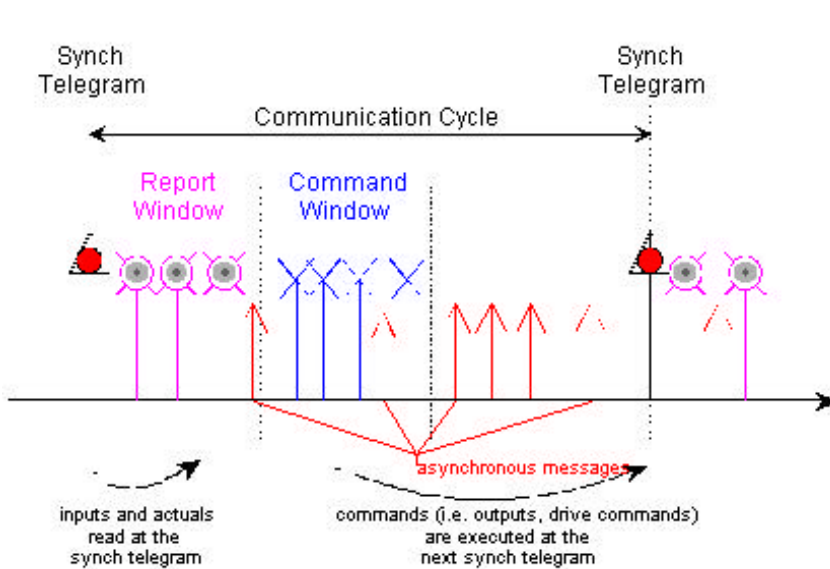 Synch
Telegram
Synch
Telegram
Communication Cycle
Report
Window
Command
Window
asynchronous messages
inputs and actuals
read at the
synch telegram
commands (i.e. outputs, drive commands)
are executed at the
next synch telegram